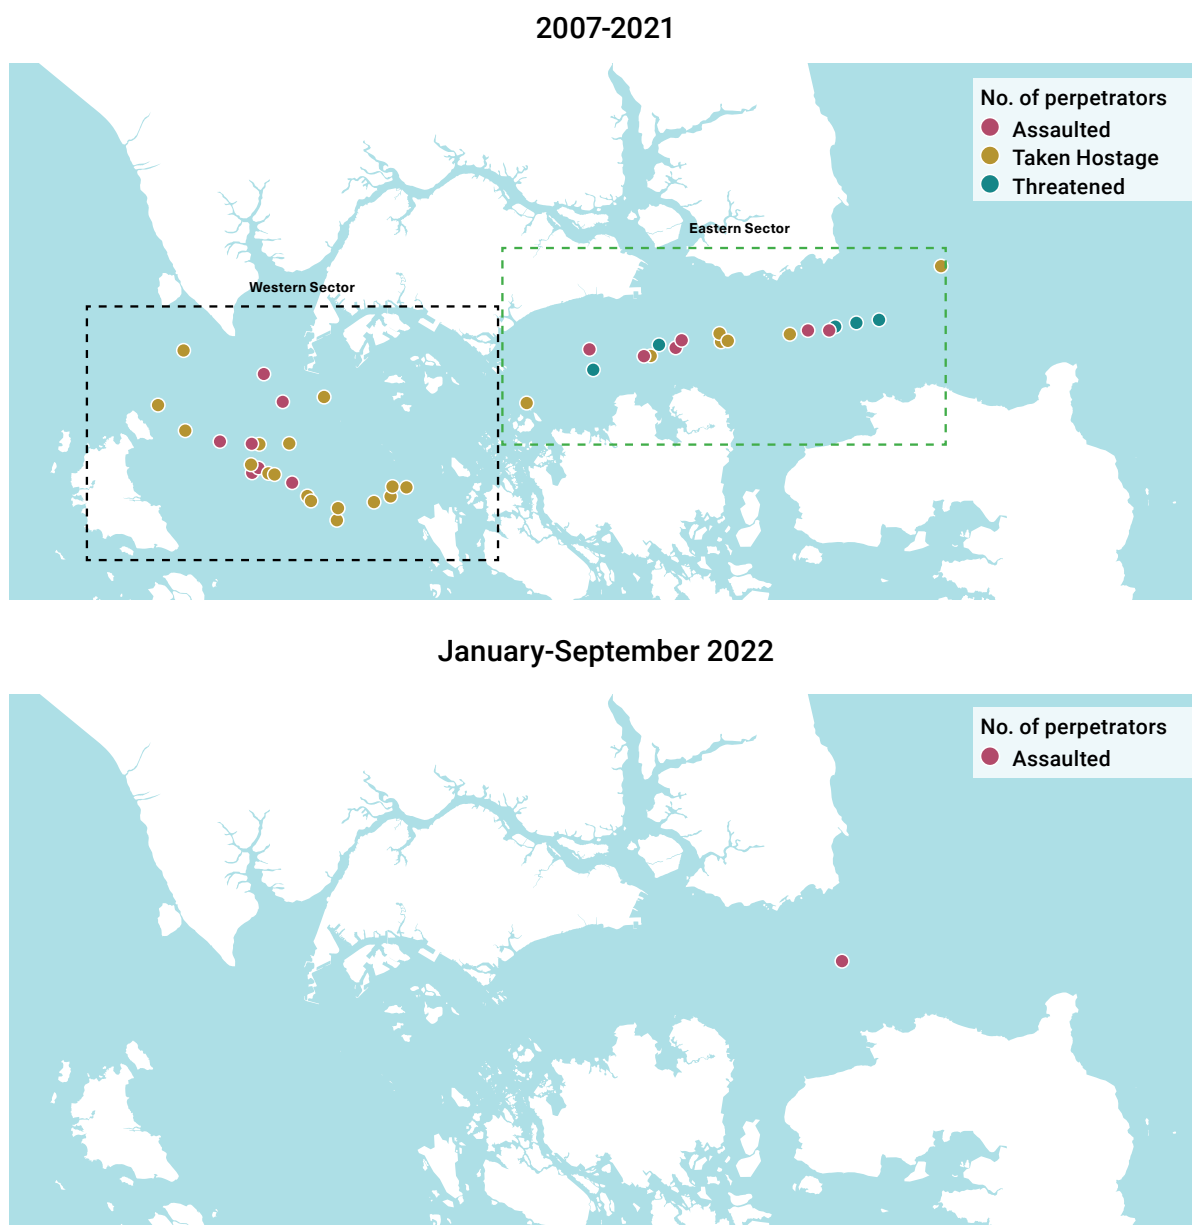 2007-2021
No. of perpetrators
Assaulted
Taken Hostage
Threatened
Eastern Sector
Western Sector
January-September 2022
No. of perpetrators
Assaulted